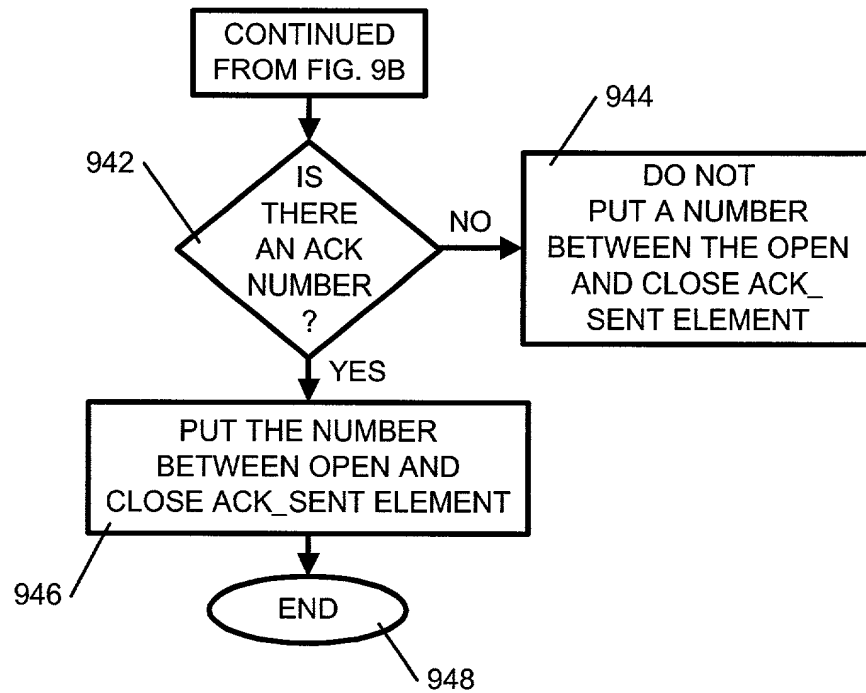 CONTINUED
FROM FIG. 9B
942
IS
THERE
AN ACK
NUMBER
?
NO
944
DO NOT
PUT A NUMBER
BETWEEN THE OPEN
AND CLOSE ACK_
SENT ELEMENT
YES
PUT THE NUMBER
BETWEEN OPEN AND
CLOSE ACK_SENT ELEMENT
946
END
948